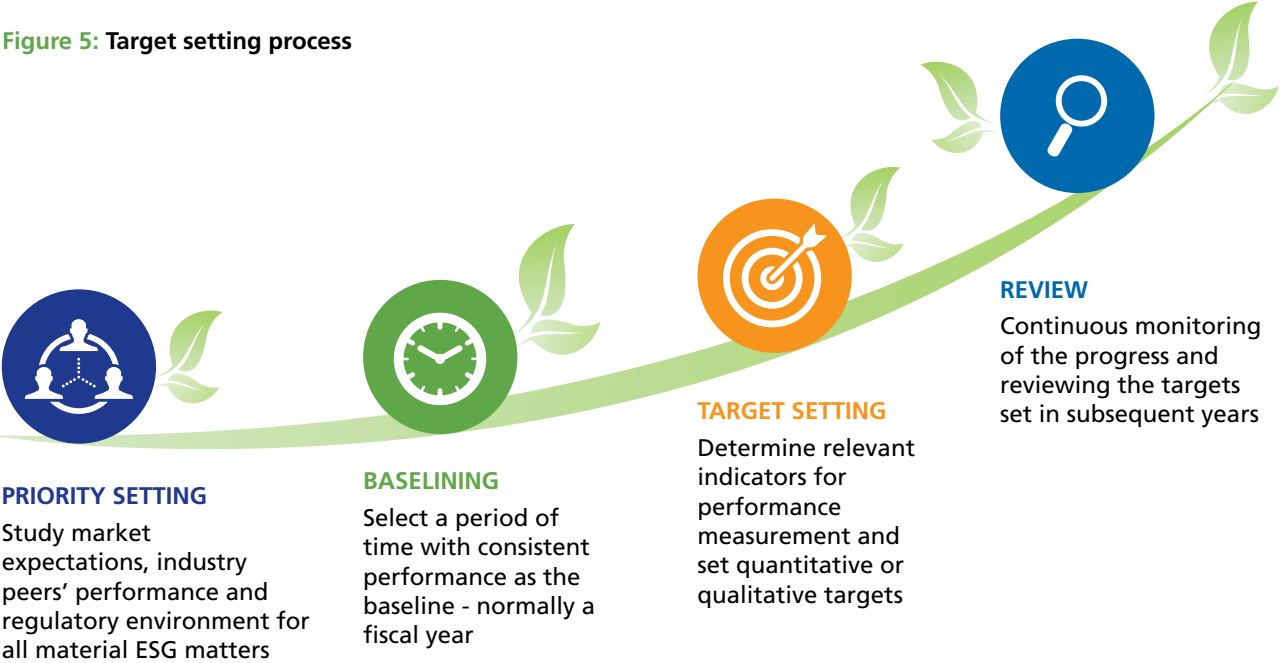 Figure 5: Target setting process
PRIORITY SETTING
Study market
expectations, industry
peers’ performance and
regulatory environment for
all material ESG matters
BASELINING
Select a period of
time with consistent
performance as the
baseline - normally a
fiscal year
TARGET SETTING
Determine relevant
indicators for
performance
measurement and
set quantitative or
qualitative targets
REVIEW
Continuous monitoring
of the progress and
reviewing the targets
set in subsequent years